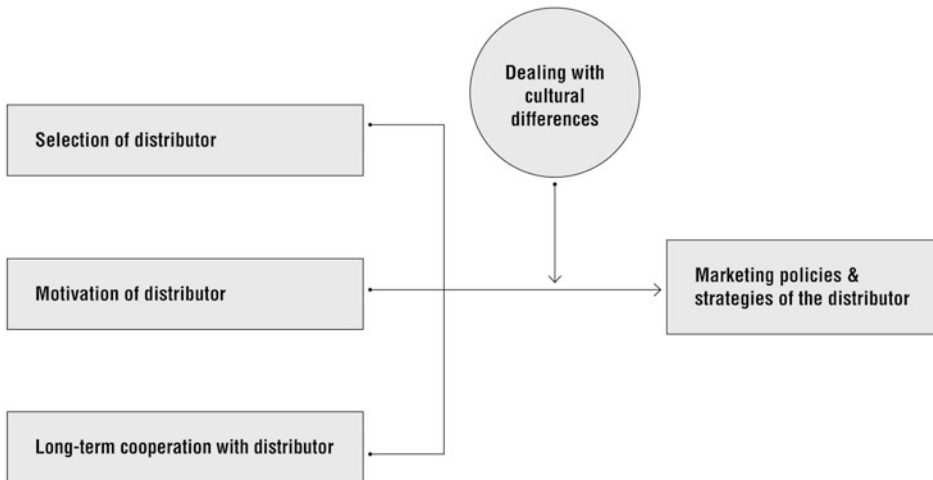 Dealing with
cultural
differences
Selection of distributor
Motivation of distributor
Marketing policies &
strategies of the distributor
Long-term cooperation with distributor